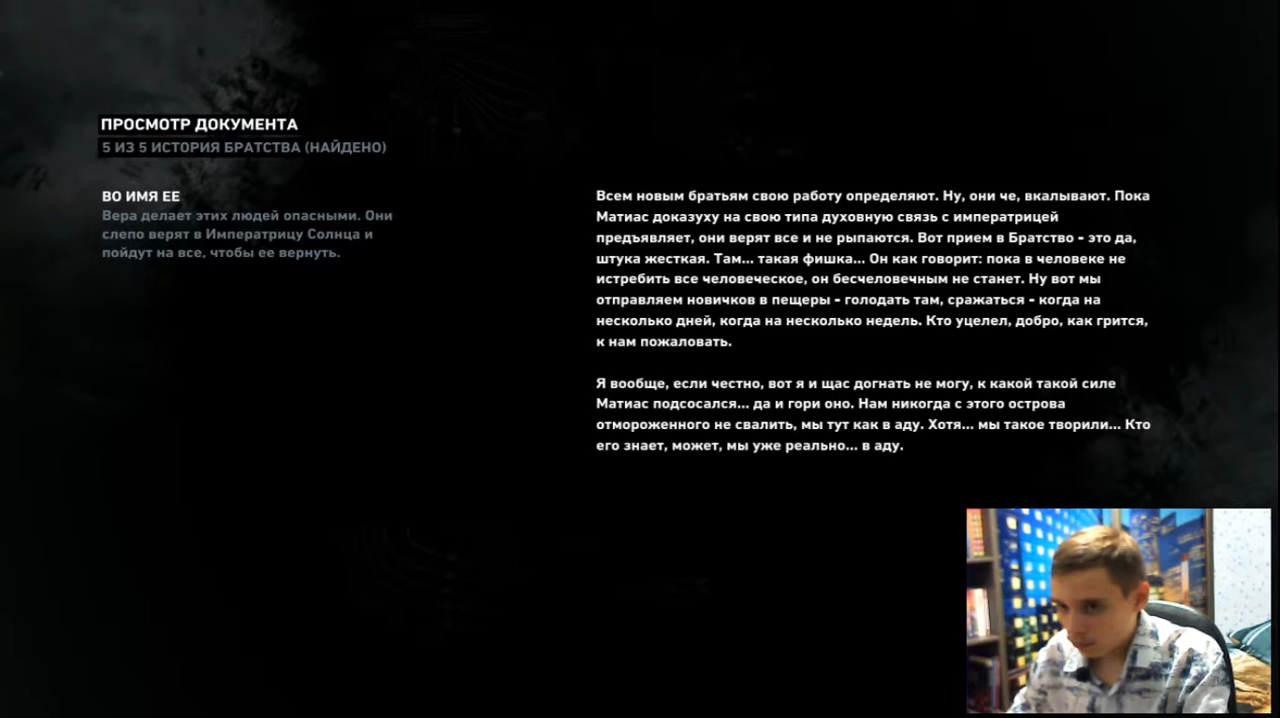 ПРОСМОТР ДОКУМЕНТА
5 ИЗ 5 ИСТОРИЯ БРАТСТВА (НАЙДЕНО)
ВО ИМЯ ЕЕ
Вера делает этих людей опасными. Они
слепо верят в Императрицу Солнца и
пойдут на все, чтобы ее вернуть.
Всем новым братьям свою работу определяют. Ну, они че, вкалывают. Пока
Матиас доказуху на свою типа духовную связь с императрицей
предъявляет, они верят все и не рыпаются. Вот прием в Братство - это да,
штука жесткая. Там... такая фишка... Он как говорит: пока в человеке не
истребить все человеческое, он бесчеловечным не станет. Ну вот мы
отправляем новичков в пещеры - голодать там, сражаться - когда на
несколько дней, когда на несколько недель. Кто уцелел, добро, как грится,
к нам пожаловать.
Я вообще, если честно, вот я и щас догнать не могу, к какой такой силе
Матиас подсосался... да и гори оно. Нам никогда с этого острова
отмороженного не свалить, мы тут как в аду. Хотя... мы такое творили... Кто
его знает, может, мы уже реально... в аду.